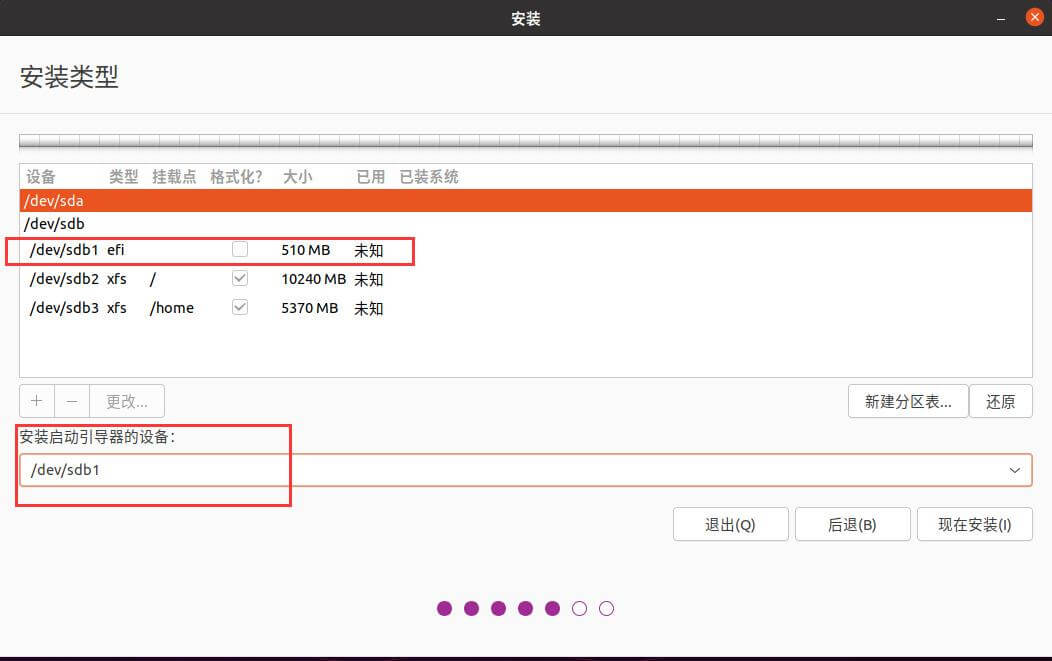 安装
安装类型
设备 类型 挂载点 格式化? 大小 已用 已装系统
/dev/sda
/dev/sdb
/dev/sdb1 efi 510 MB 未知
/dev/sdb2 xfs / 10240 MB 未知
/dev/sdb3 xfs /home 5370 MB 未知
+ − 更改... 新建分区表... 还原
安装启动引导器的设备：
/dev/sdb1
退出(Q) 后退(B) 现在安装(I)